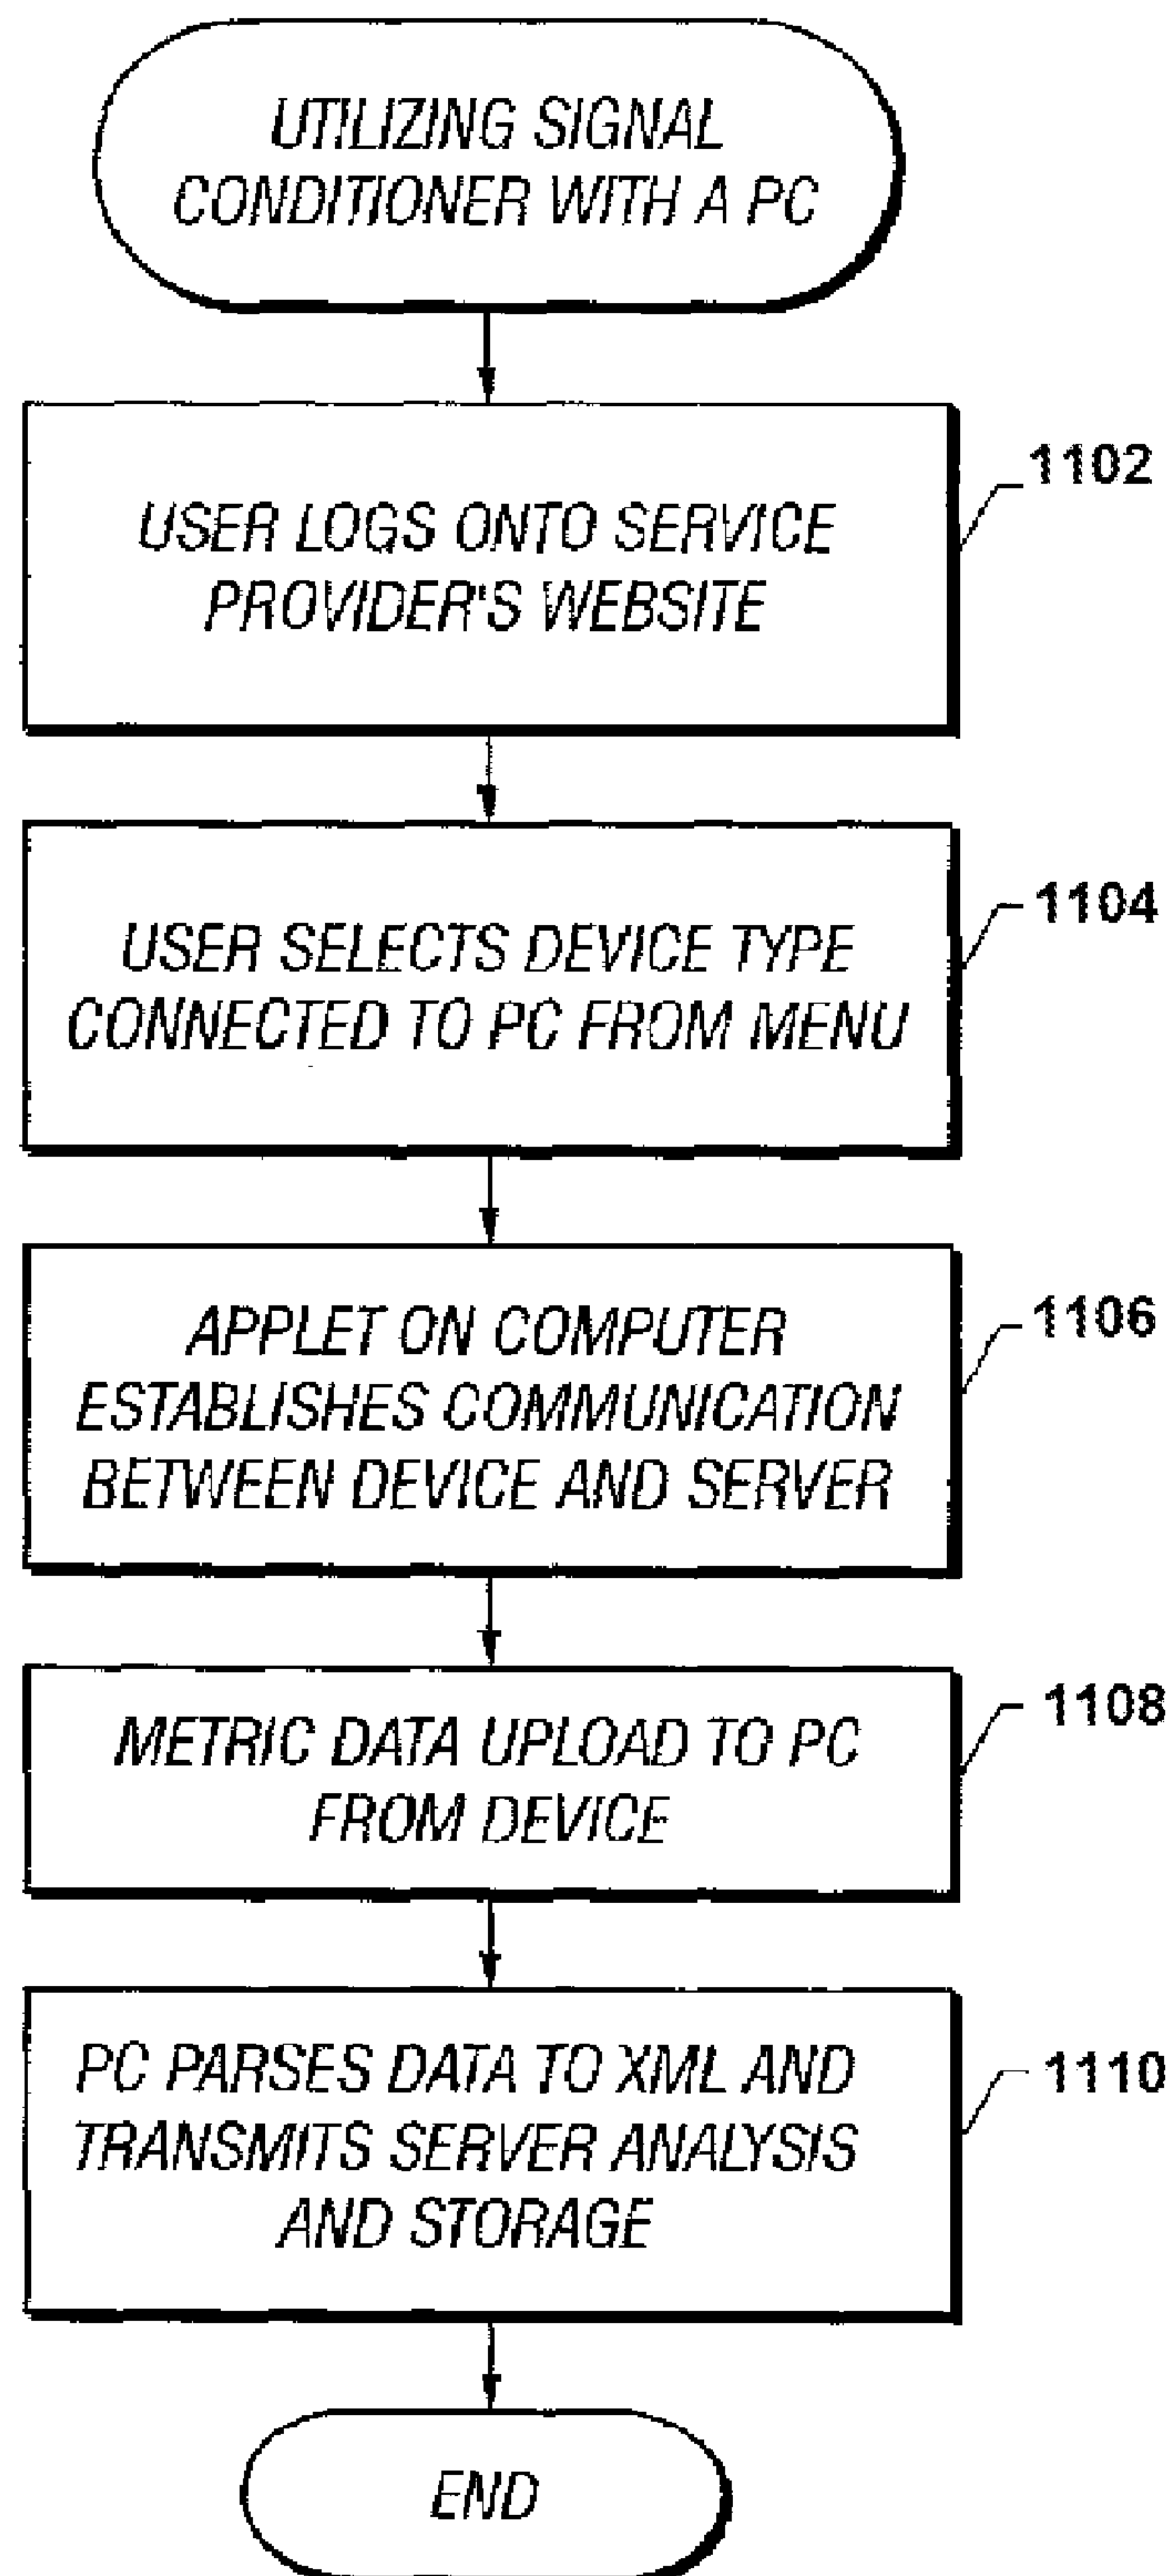 UTILIZING SIGNAL
CONDITIONER WITH A PC
1102
USER LOGS ONTO SERVICE
PROVIDER"S WEBSITE
1104
USER SELECTS DEVICE TYPE
CONNECTED TO PC FROM MENU
1106
APPLET ON COMPUTER
ESTABLISHES COMMUNICATION
BETWEEN DEVICE AND SERVER
1108
METRIC DATA UPLOAD TO PC
FROM DEVICE
1110
PC PARSES DATA TO XML AND
TRANSMITS SERVER ANALYSIS
AND STORAGE
END